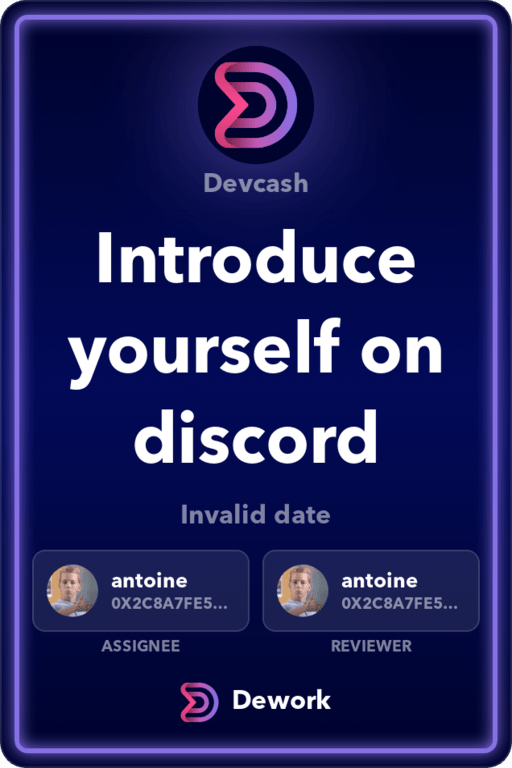 Devcash
Introduce
yourself on
discord
Invalid date
antoine
0X2C8A7FE5...
ASSIGNEE
antoine
0X2C8A7FE5...
REVIEWER
Dework